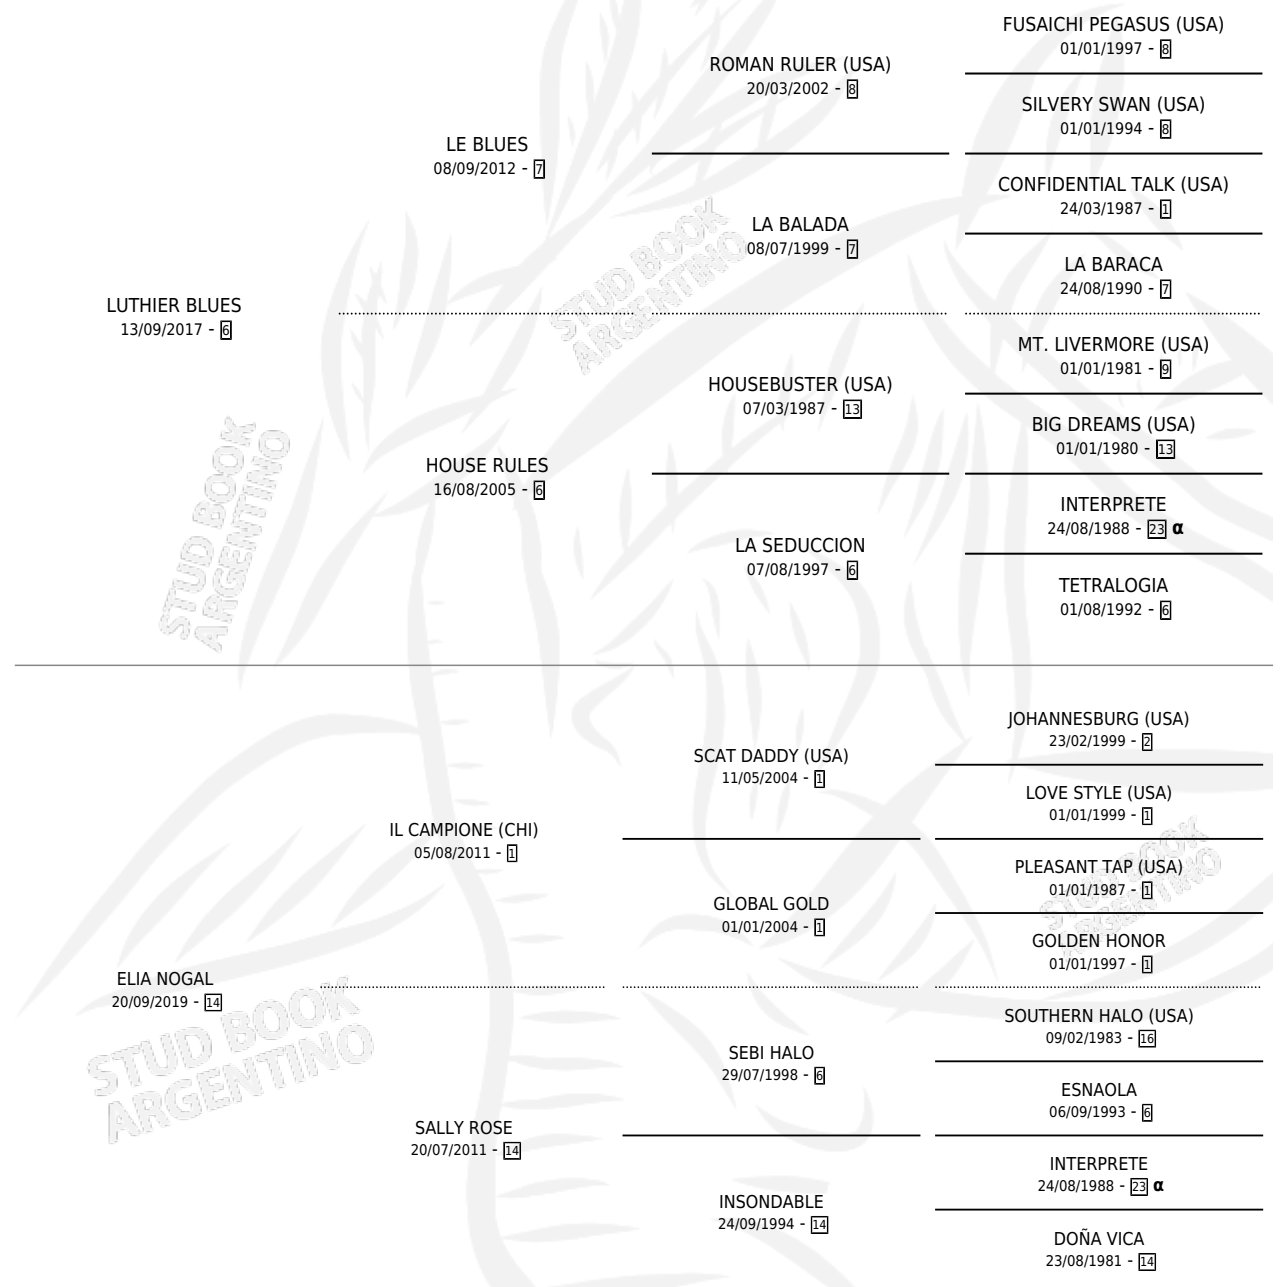 FUSAICHI PEGASUS (USA)
01/01/1997 - 8
ROMAN RULER (USA)
20/03/2002 - 8
SILVERY SWAN (USA)
01/01/1994 - 8
LE BLUES
08/09/2012 - 7
CONFIDENTIAL TALK (USA)
24/03/1987 - 1
LA BALADA
08/07/1999 - 7
LA BARACA
24/08/1990 - 7
LUTHIER BLUES
13/09/2017 - 6
MT. LIVERMORE (USA)
01/01/1981 - 9
HOUSEBUSTER (USA)
07/03/1987 - 13
BIG DREAMS (USA)
01/01/1980 - 13
HOUSE RULES
16/08/2005 - 6
INTERPRETE
24/08/1988 - 23 α
LA SEDUCCION
07/08/1997 - 6
TETRALOGIA
01/08/1992 - 6
STUD BOOK
ARGENTINO
STUD BOOK
ARGENTINO
JOHANNESBURG (USA)
23/02/1999 - 2
SCAT DADDY (USA)
11/05/2004 - 1
LOVE STYLE (USA)
01/01/1999 - 1
IL CAMPIONE (CHI)
05/08/2011 - 1
PLEASANT TAP (USA)
01/01/1987 - 1
GLOBAL GOLD
01/01/2004 - 1
GOLDEN HONOR
01/01/1997 - 1
ELIA NOGAL
20/09/2019 - 14
SOUTHERN HALO (USA)
09/02/1983 - 16
SEBI HALO
29/07/1998 - 6
ESNAOLA
06/09/1993 - 6
SALLY ROSE
20/07/2011 - 14
INTERPRETE
24/08/1988 - 23 α
INSONDABLE
24/09/1994 - 14
DOÑA VICA
23/08/1981 - 14
STUD BOOK
ARGENTINO
STUD BOOK
ARGENTINO